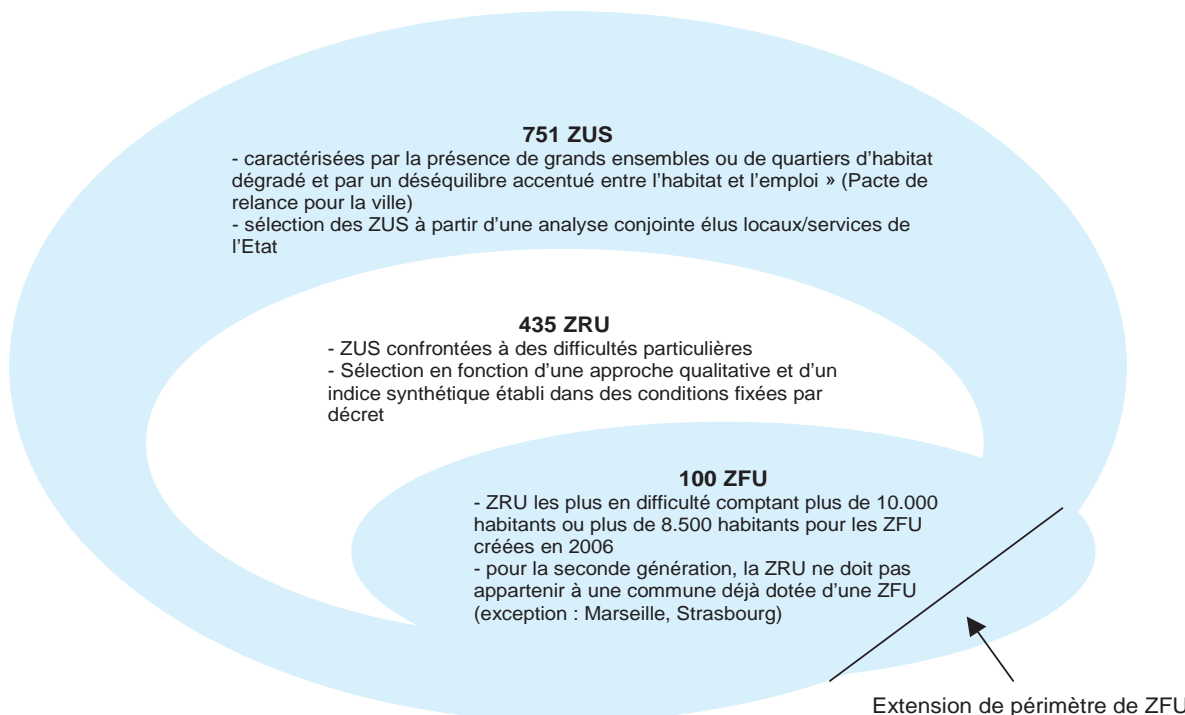 751 ZUS
- caractérisées par la présence de grands ensembles ou de quartiers d’habitat
dégradé et par un déséquilibre accentué entre l’habitat et l’emploi » (Pacte de
relance pour la ville)
- sélection des ZUS à partir d’une analyse conjointe élus locaux/services de
l’Etat
435 ZRU
- ZUS confrontées à des difficultés particulières
- Sélection en fonction d’une approche qualitative et d’un
indice synthétique établi dans des conditions fixées par
décret
100 ZFU
- ZRU les plus en difficulté comptant plus de 10.000
habitants ou plus de 8.500 habitants pour les ZFU
créées en 2006
- pour la seconde génération, la ZRU ne doit pas
appartenir à une commune déjà dotée d’une ZFU
(exception : Marseille, Strasbourg)
Extension de périmètre de ZFU